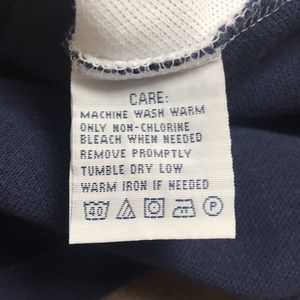 CARE:
MACHINE WASH WARM
ONLY NON-CHLORINE
BLEACH WHEN NEEDED
REMOVE PROMPTLY
TUMBLE DRY LOW
WARM IRON IF NEEDED
40 P